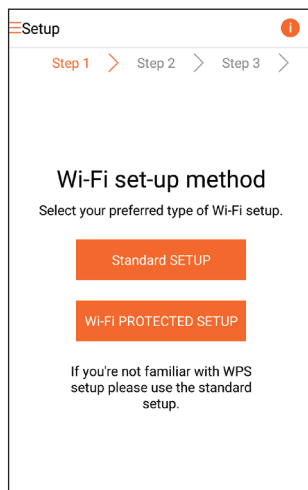 Setup
i
Step 1 Step 2 Step 3
Wi-Fi set-up method
Select your preferred type of Wi-Fi setup.
Standard SETUP
Wi-Fi PROTECTED SETUP
If you're not familiar with WPS
setup please use the standard
setup.